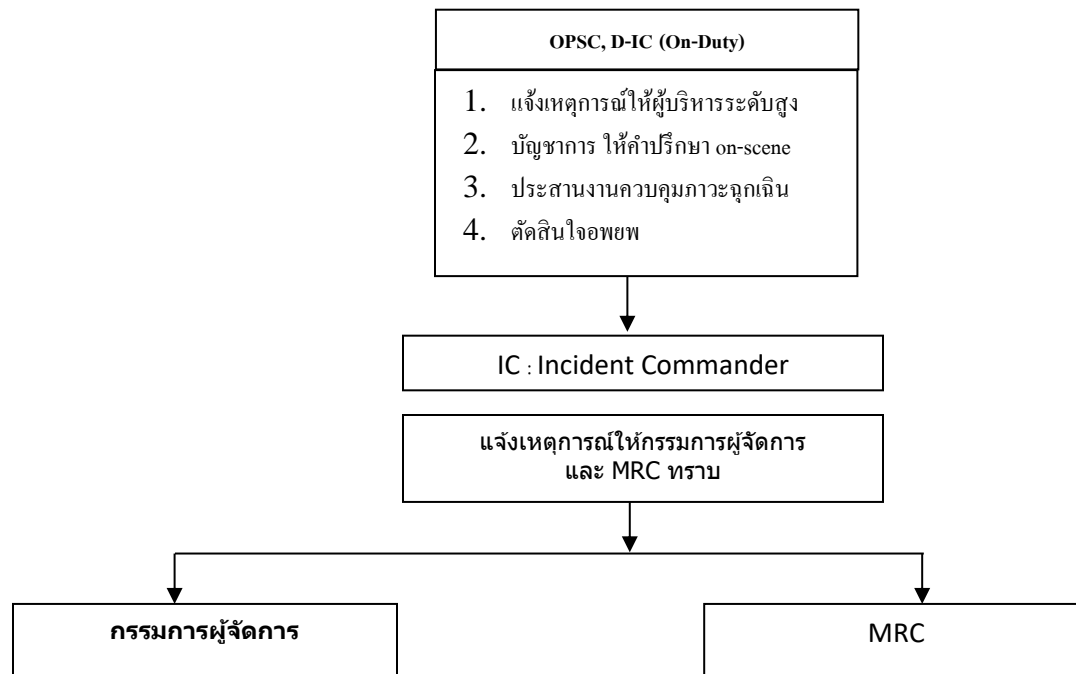 OPSC, D-IC (On-Duty)
1. แจ้งเหตุการณ์ให้ผู้บริหารระดับสูง
2. บัญชาการ ให้คำปรึกษา on-scene
3. ประสานงานควบคุมภาวะฉุกเฉิน
4. ตัดสินใจอพยพ
IC : Incident Commander
แจ้งเหตุการณ์ให้กรรมการผู้จัดการ
และ MRC ทราบ
กรรมการผู้จัดการ
MRC